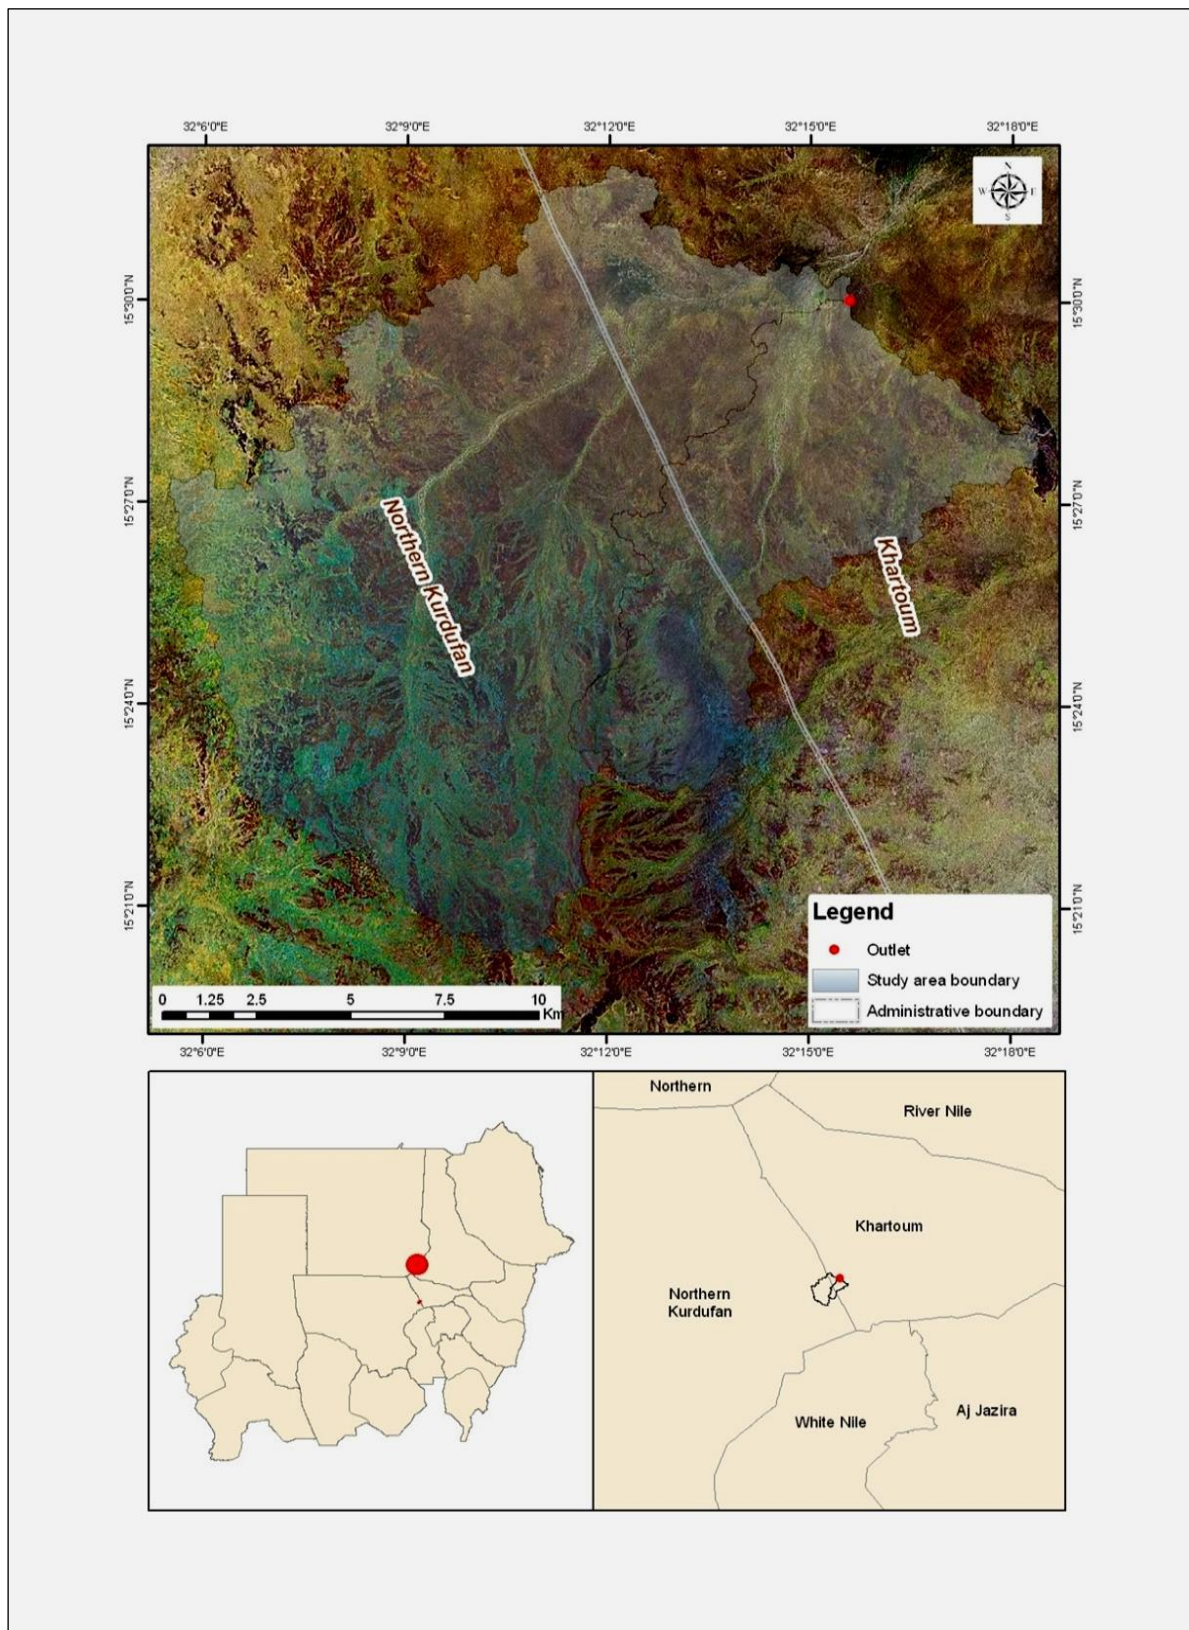 32°6'0"E 32°9'0"E 32°12'0"E 32°15'0"E 32°18'0"E
N
W E
S
15°30'0"N 15°30'0"N
15°27'0"N 15°27'0"N
Northern Kurdufan
Khartoum
15°24'0"N 15°24'0"N
15°21'0"N 15°21'0"N
Legend
Outlet
Study area boundary
Administrative boundary
0 1.25 2.5 5 7.5 10
Km
32°6'0"E 32°9'0"E 32°12'0"E 32°15'0"E 32°18'0"E
Northern
River Nile
Khartoum
Northern
Kurdufan
White Nile
Aj Jazira